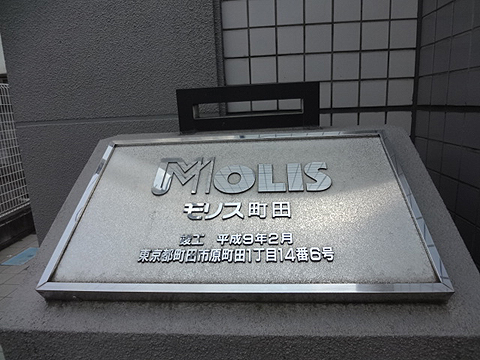 MOLIS
モリス町田
竣工 平成9年2月
東京都町田市原町田1丁目14番6号